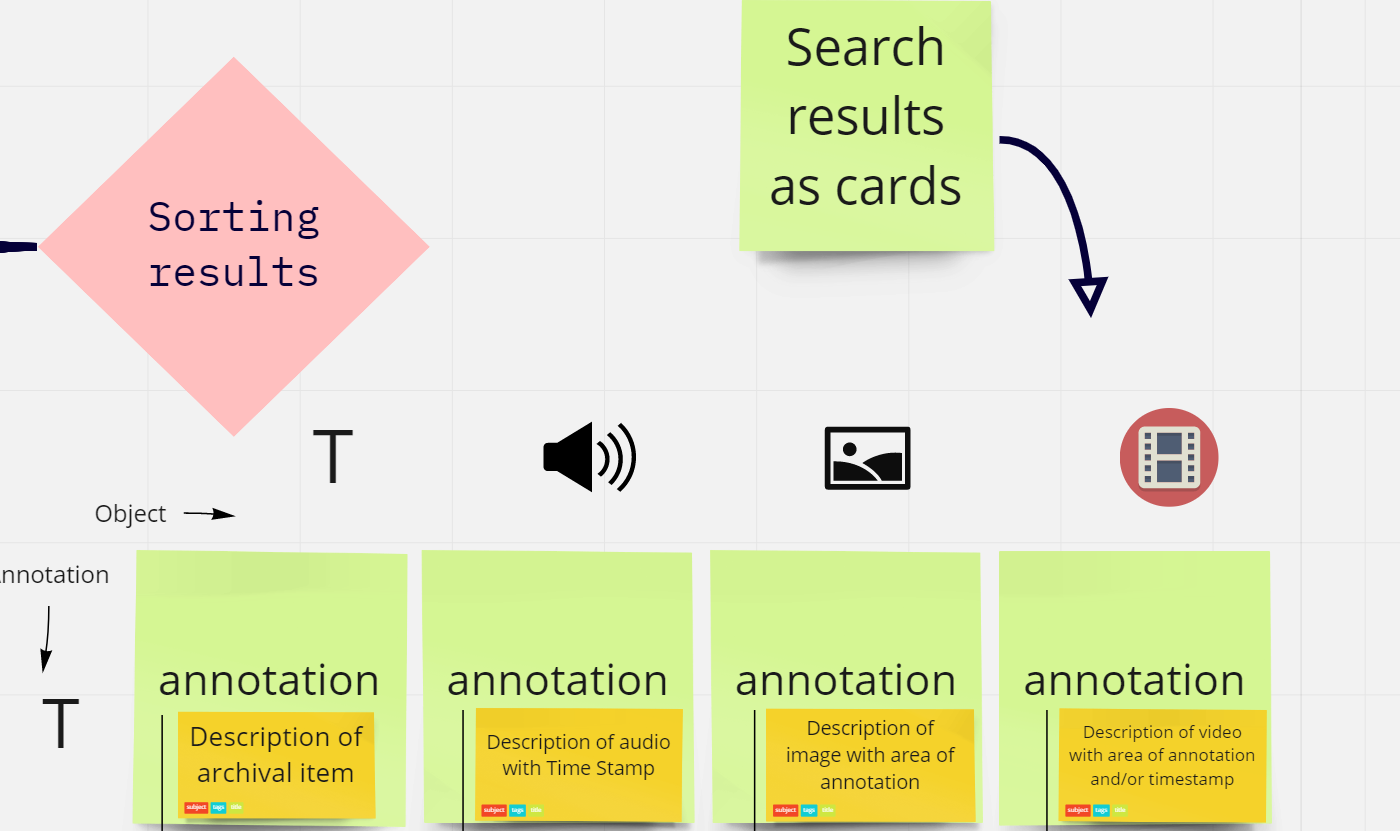 Search
results
as cards
Sorting
results
T
Object
nnotation
T
annotation
Description of
archival item
subject tags title
annotation
Description of audio
with Time Stamp
subject tags title
annotation
Description of
image with area of
annotation
subject tags title
annotation
Description of video
with area of annotation
and/or timestamp
subject tags title